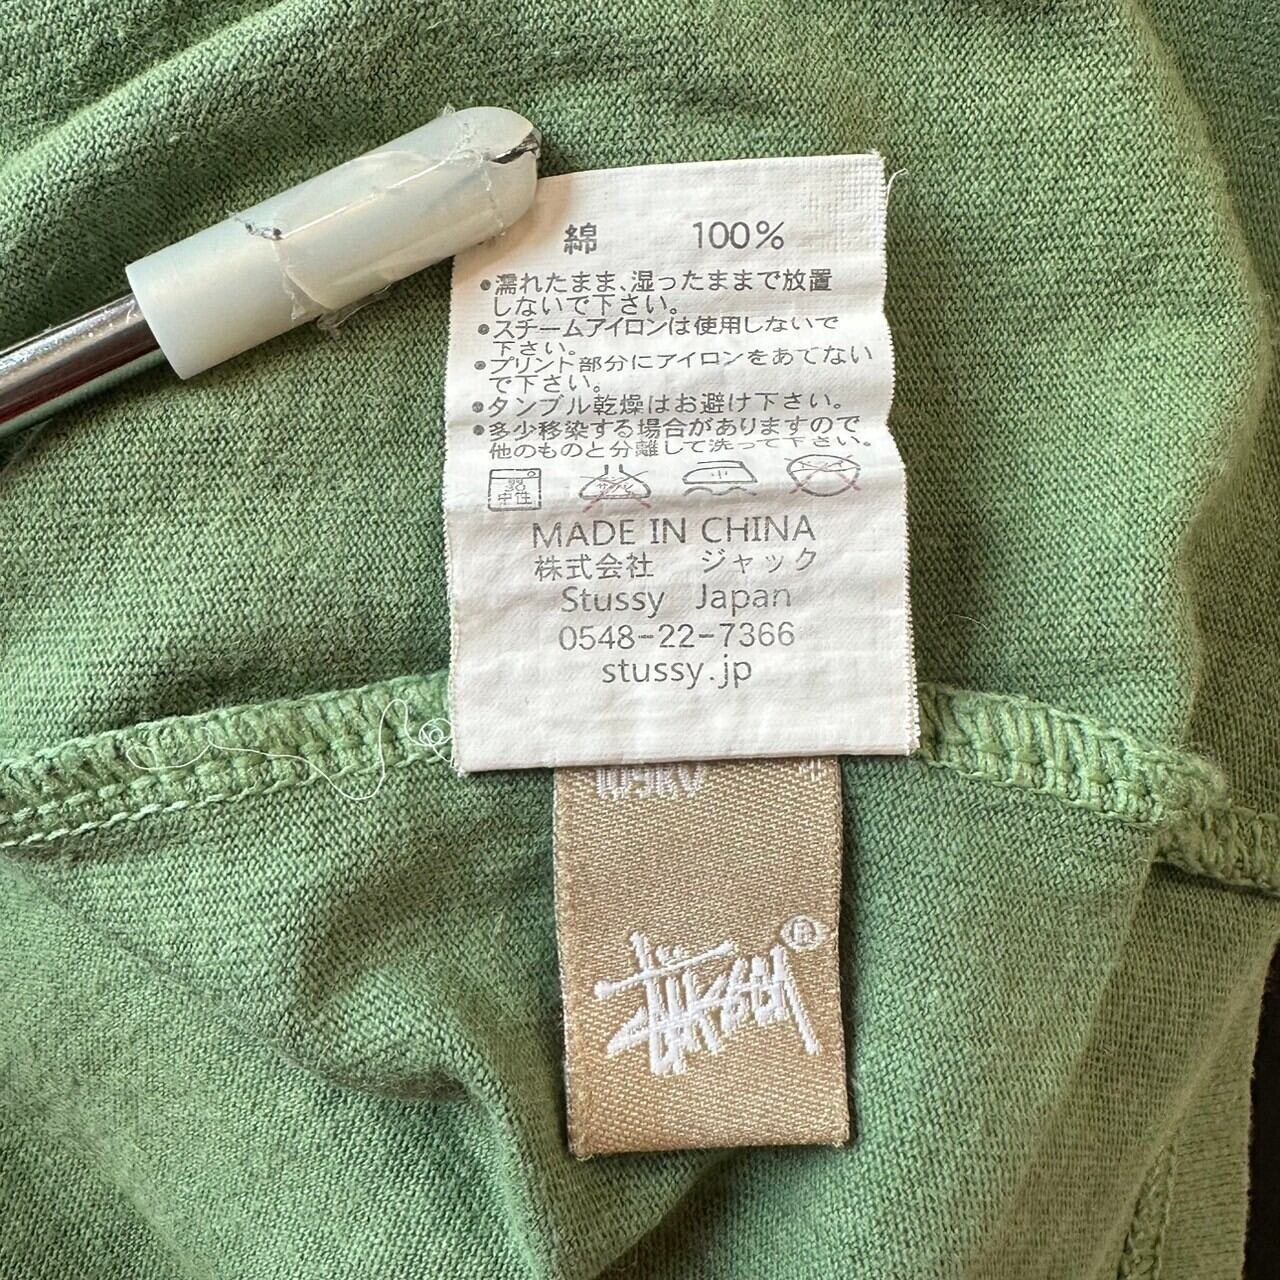 綿 100%
•濡れたまま、湿ったままで放置
しないで下さい。
•スチームアイロンは使用しないで
下さい。
•プリント部分にアイロンをあてない
で下さい。
•タンブル乾燥はお避け下さい。
•多少移染する場合がありますので
他のものと分離して洗って下さい。
30
中性
中
MADE IN CHINA
株式会社 ジャック
Stussy Japan
0548-22-7366
stussy.jp
Stussy ®